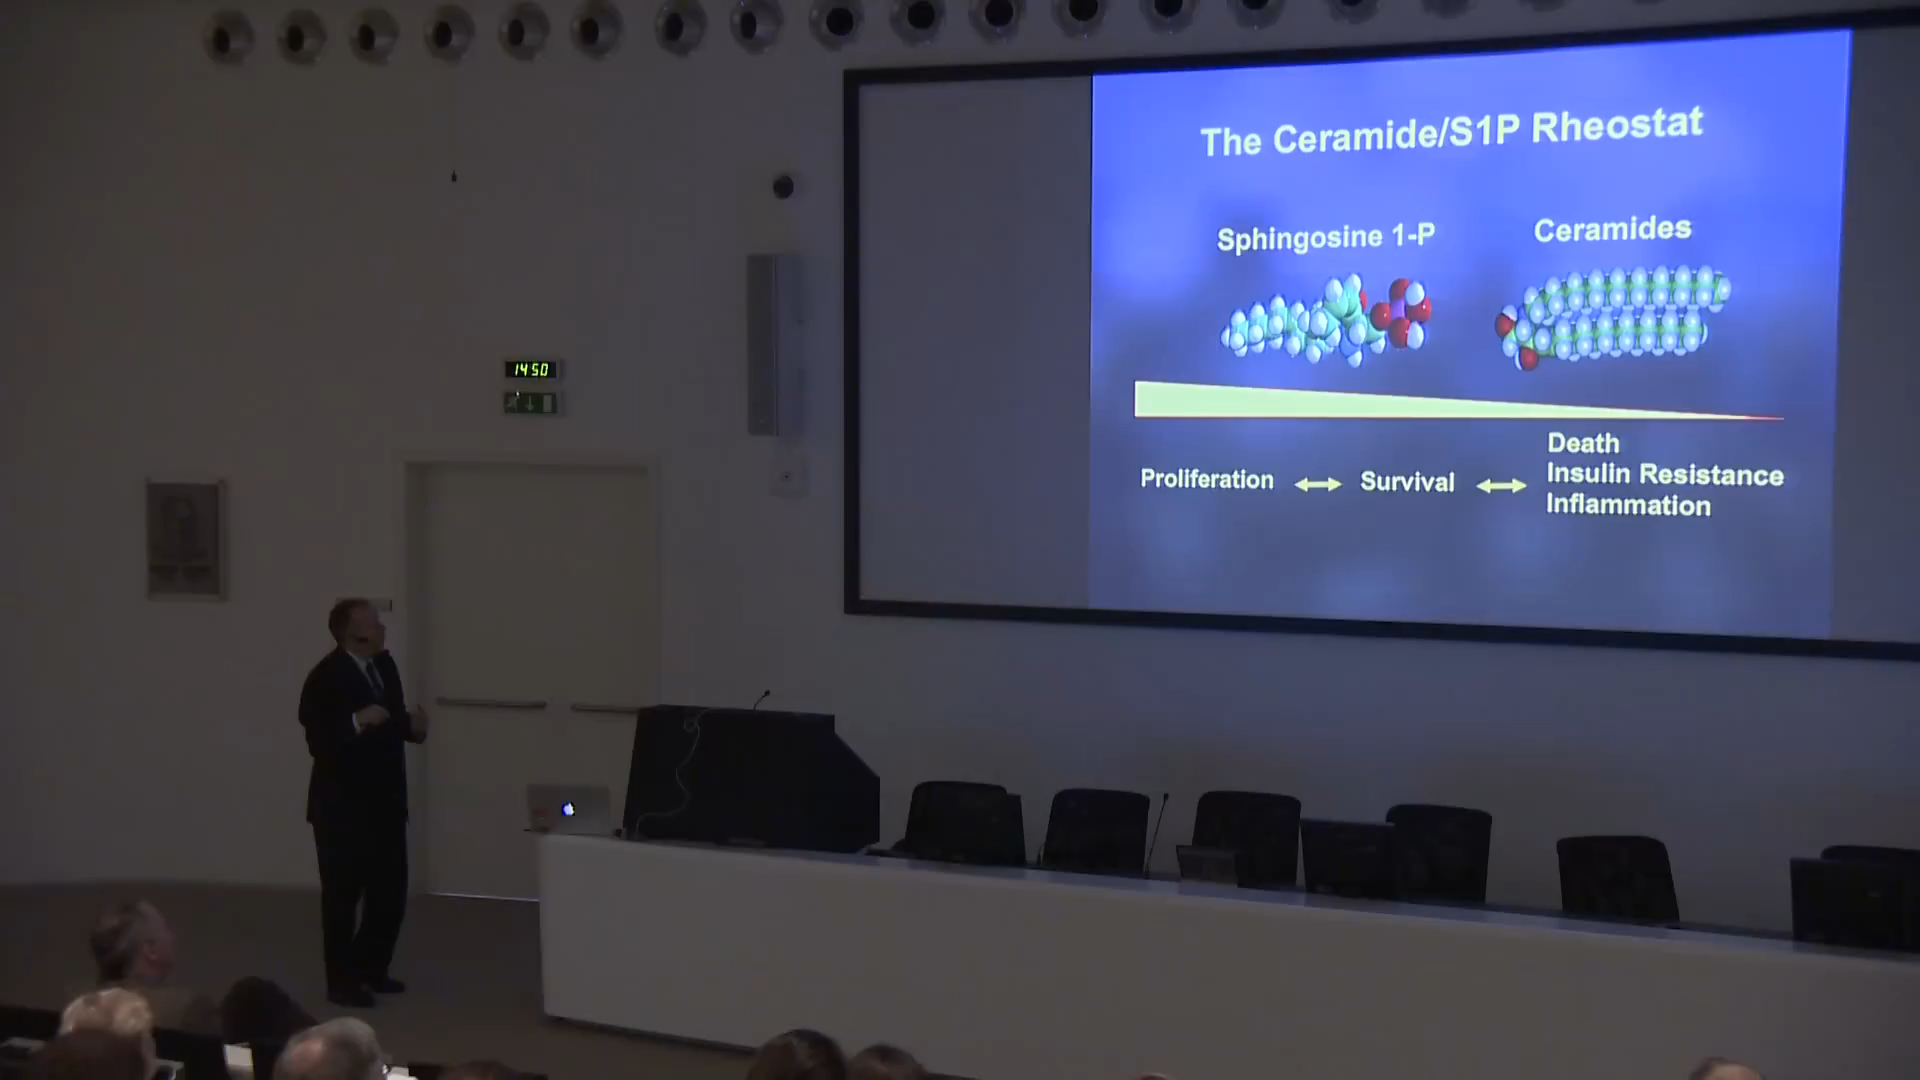 The Ceramide/S1P Rheostat
Sphingosine 1-P
Ceramides
Proliferation
Survival
Death
Insulin Resistance
Inflammation
14 50